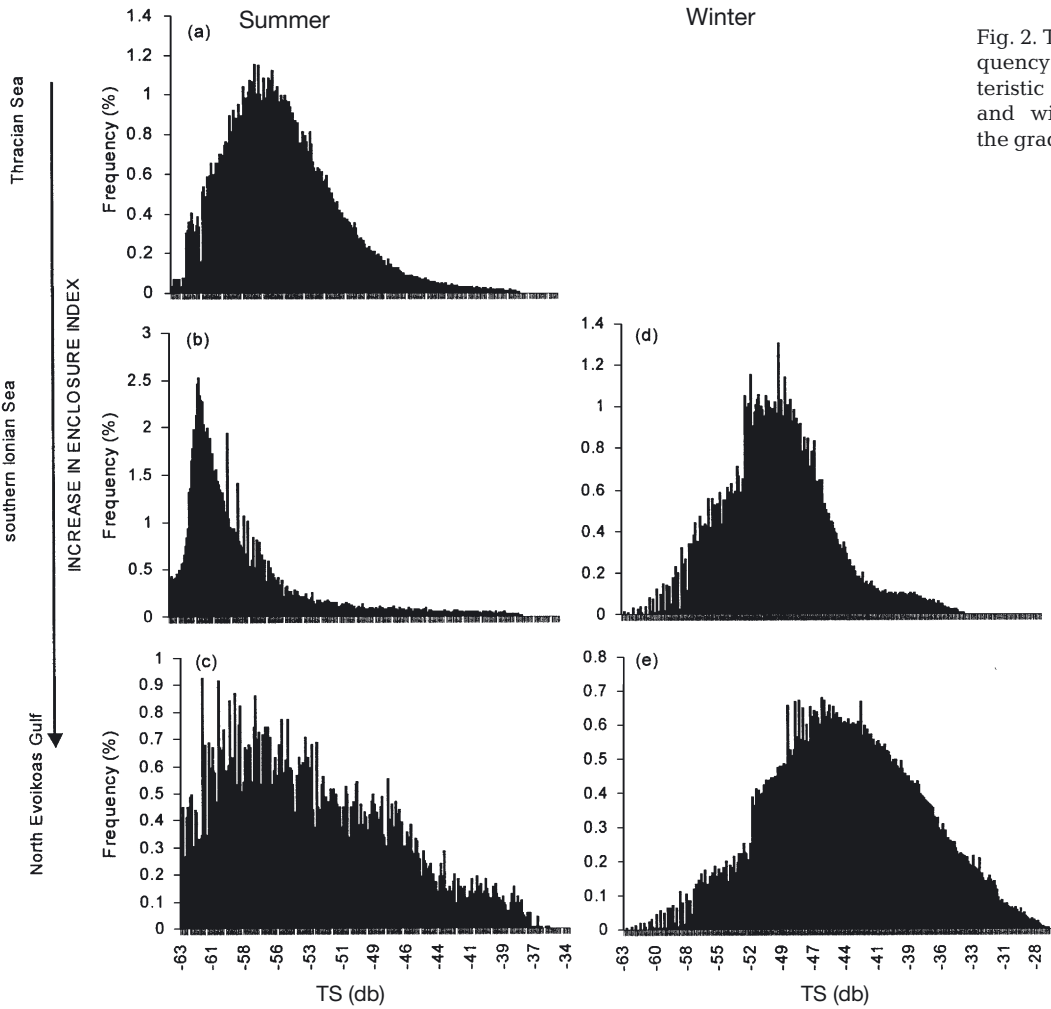 Summer
Winter
Fig. 2. T
quency
teristic
and wi
the grad
Thracian Sea
southern Ionian Sea
North Evoikoas Gulf
INCREASE IN ENCLOSURE INDEX
(a)
Frequency (%)
1.4
1.2
1
0.8
0.6
0.4
0.2
0
(b)
Frequency (%)
3
2.5
2
1.5
1
0.5
0
(d)
1.4
1.2
1
0.8
0.6
0.4
0.2
0
(c)
Frequency (%)
1
0.9
0.8
0.7
0.6
0.5
0.4
0.3
0.2
0.1
0
-63 -61 -58 -56 -53 -51 -49 -46 -44 -41 -39 -37 -34
TS (db)
(e)
0.8
0.7
0.6
0.5
0.4
0.3
0.2
0.1
0
-63 -60 -58 -55 -52 -49 -47 -44 -41 -39 -36 -33 -31 -28
TS (db)